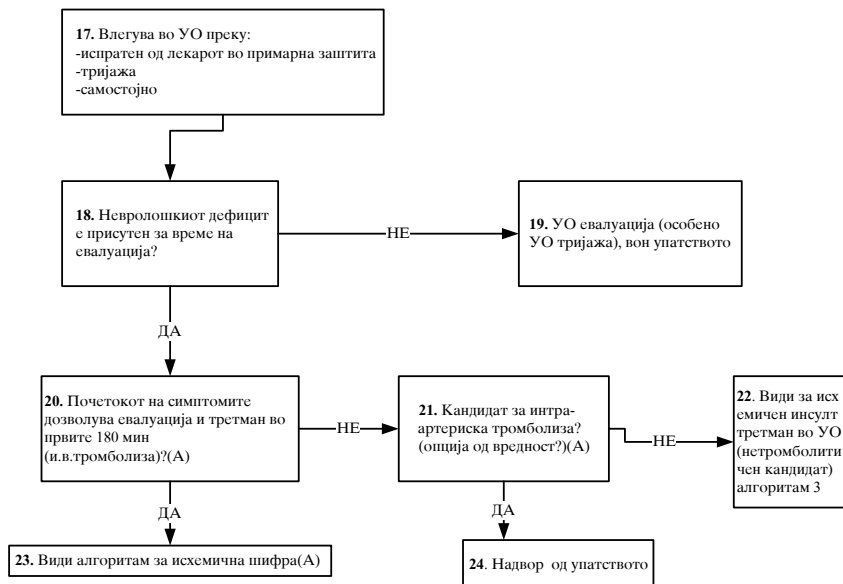 17. Влегува во УО преку:
-испратен од лекарот во примарна заштита
-тријажа
-самостојно
18. Невролошкиот дефицит
е присутен за време на
евалуација?
НЕ
19. УО евалуација (особено
УО тријажа), вон упатството
ДА
20. Почетокот на симптомите
дозволува евалуација и третман во
првите 180 мин
(и.в.тромболиза)?(А)
НЕ
21. Кандидат за интра-
артериска тромболиза?
(опција од вредност?)(А)
НЕ
22. Види за исх
емичен инсулт
третман во УО
(нетромболити
чен кандидат)
алгоритам 3
ДА
ДА
23. Види алгоритам за исхемична шифра(А)
24. Надвор од упатството